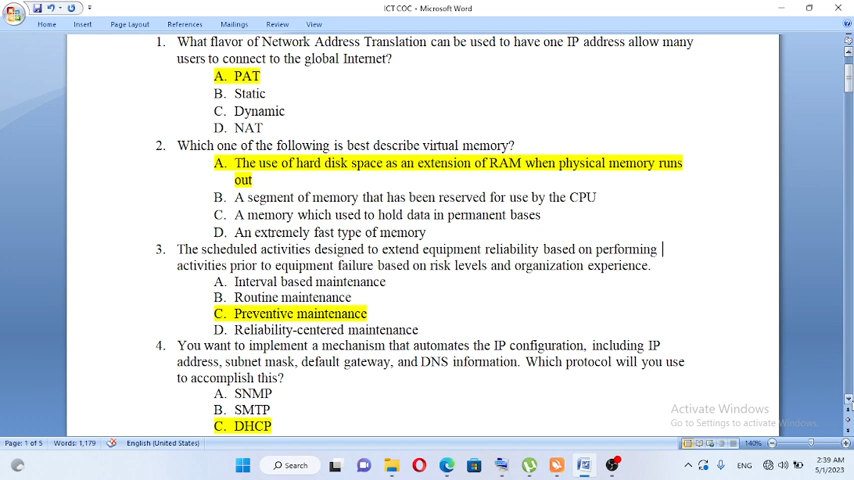 ICT COC - Microsoft Word
Home Insert Page Layout References Mailings Review View
1. What flavor of Network Address Translation can be used to have one IP address allow many
users to connect to the global Internet?
A. PAT
B. Static
C. Dynamic
D. NAT
2. Which one of the following is best describe virtual memory?
A. The use of hard disk space as an extension of RAM when physical memory runs
out
B. A segment of memory that has been reserved for use by the CPU
C. A memory which used to hold data in permanent bases
D. An extremely fast type of memory
3. The scheduled activities designed to extend equipment reliability based on performing
activities prior to equipment failure based on risk levels and organization experience.
A. Interval based maintenance
B. Routine maintenance
C. Preventive maintenance
D. Reliability-centered maintenance
4. You want to implement a mechanism that automates the IP configuration, including IP
address, subnet mask, default gateway, and DNS information. Which protocol will you use
to accomplish this?
A. SNMP
B. SMTP
C. DHCP
Activate Windows
Go to Settings to activate Windows.
Page: 1 of 5 Words: 1,179 English (United States) 140%
Search ENG 2:39 AM
5/1/2023